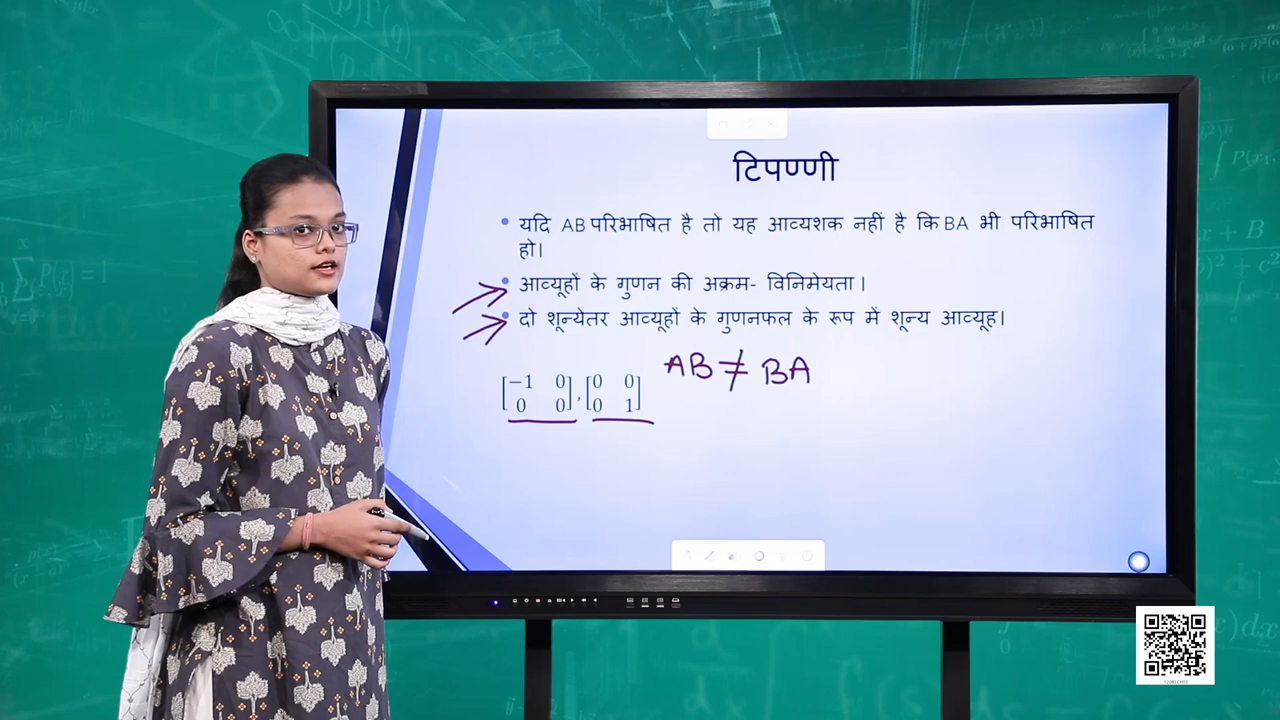 टिपण्णी
• यदि AB परिभाषित है तो यह आव्यशक नहीं है कि BA भी परिभाषित
हो।
• आव्यूहों के गुणन की अक्रम- विनिमेयता।
• दो शून्येतर आव्यूहों के गुणनफल के रूप में शून्य आव्यूह।
AB ≠ BA
[−1 0], [0 0]
[0 0], [0 1]